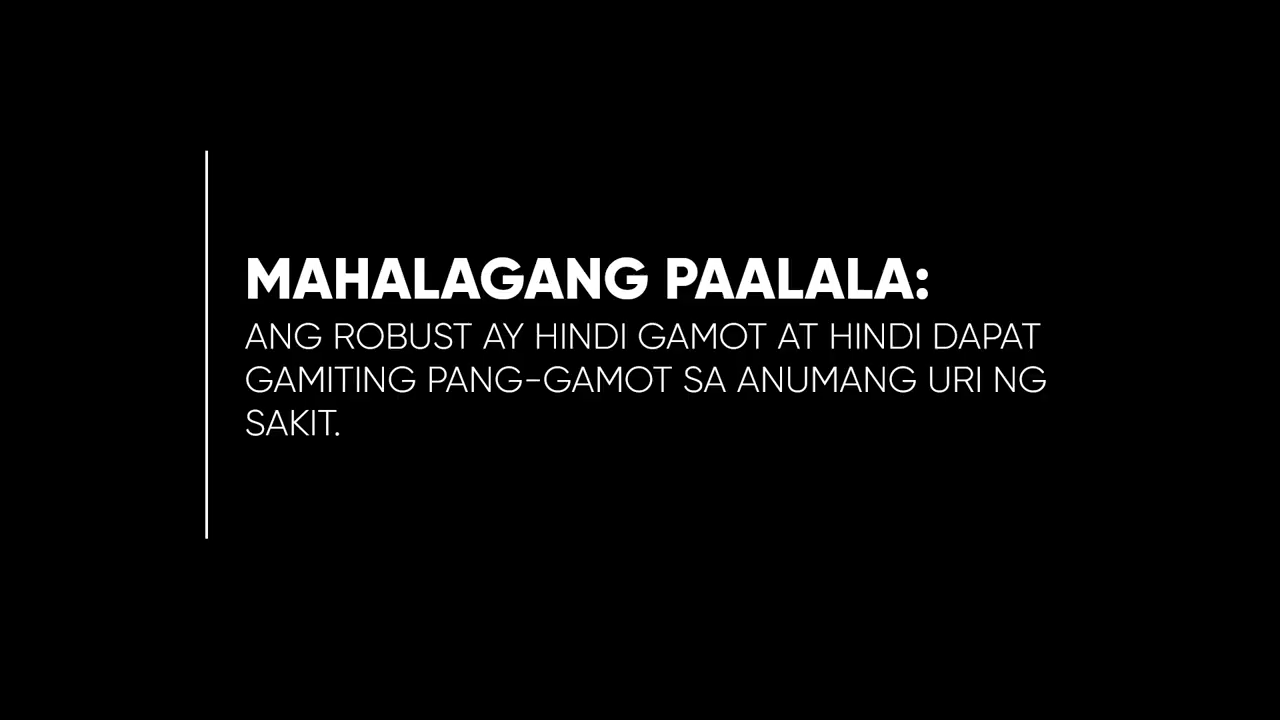 MAHALAGANG PAALALA:
ANG ROBUST AY HINDI GAMOT AT HINDI DAPAT
GAMITING PANG-GAMOT SA ANUMANG URI NG
SAKIT.